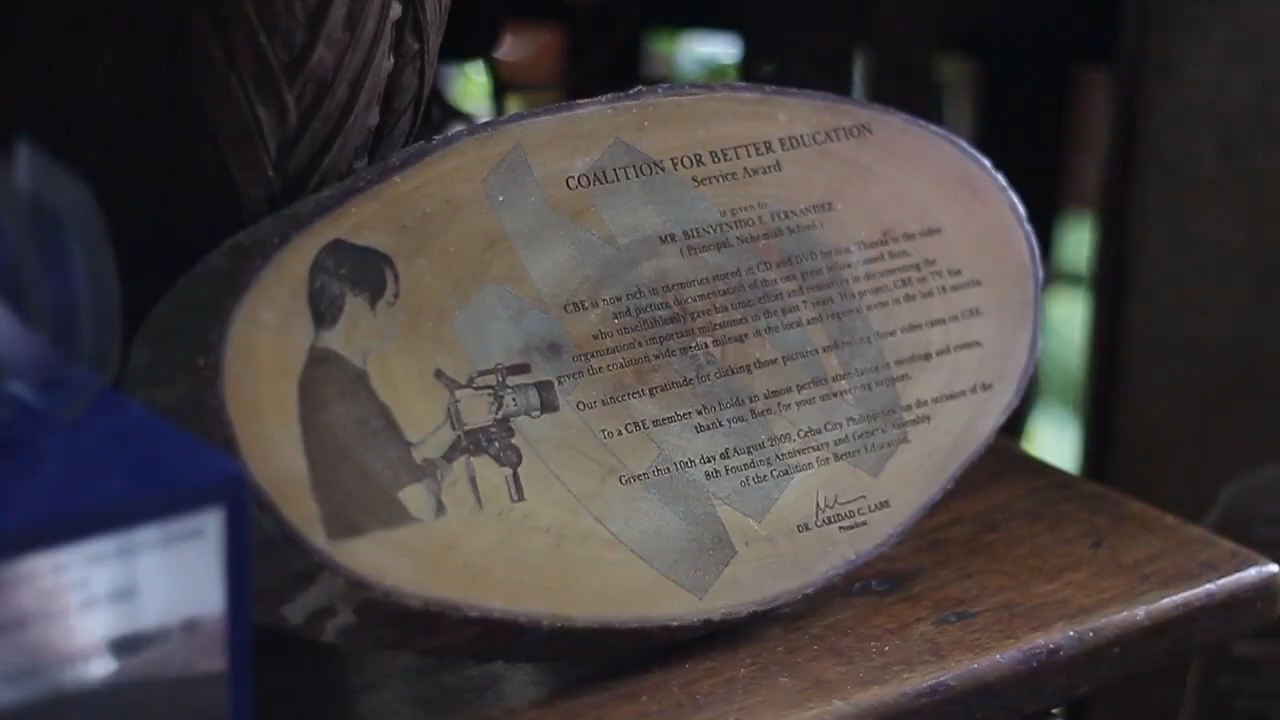 COALITION FOR BETTER EDUCATION
Service Award
is given to
MR. BIENVENIDO E. FERNANDEZ
( Principal, Nehemiah School )
CBE is now rich in memories stored in CD and DVD Thanks to the video
and picture documentation of this one great fellow named Bien,
who unselfishlessly gave his time, effort and resources in documenting the
organization's important milestones in the past 7 years. His project, CBE on TV, has
given the coalition wide media mileage in the local and regional scene in the last 18 months.
Our sincerest gratitude for clicking those pictures and rolling those video cams on CBE
To a CBE member who holds an almost perfect attendance in meetings and events,
thank you, Bien, for your unwavering support.
Given this 10th day of August 2009, Cebu City Philippines, on the occasion of the
8th Founding Anniversary and General Assembly
of the Coalition for Better Education.
DR. CARIDAD C. LABE
President